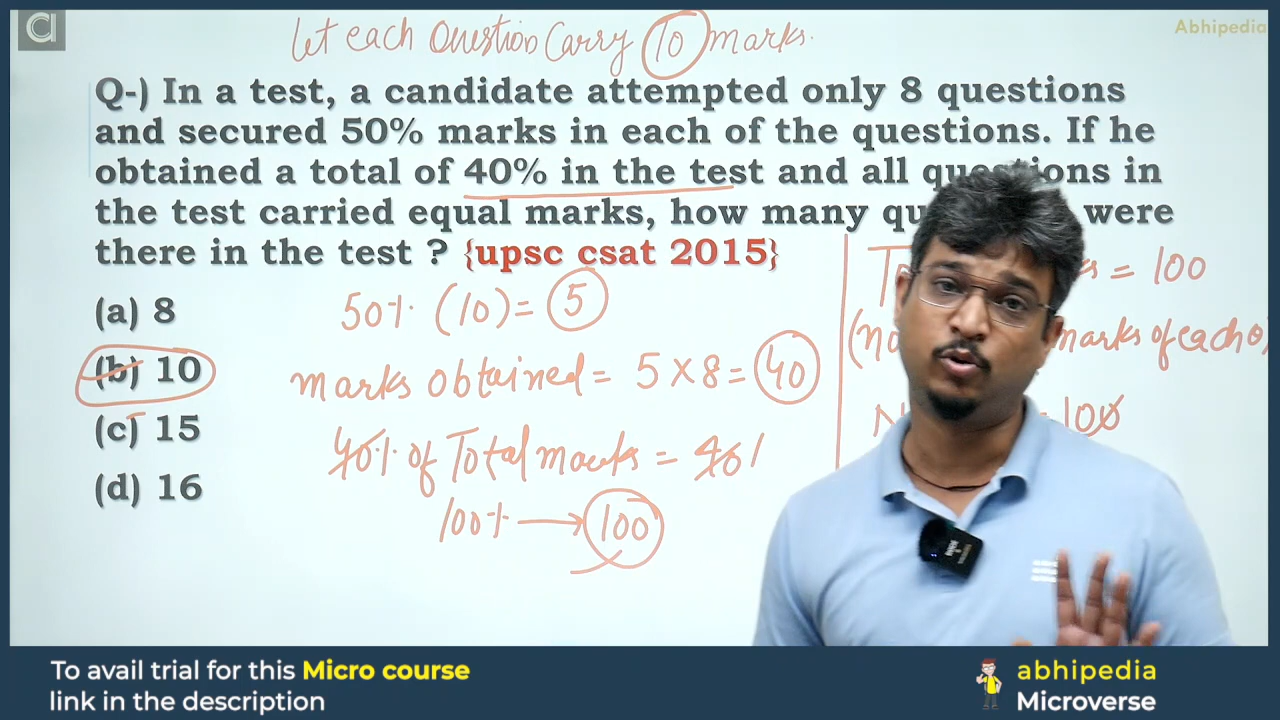 Abhipedia
Let each Question Carry 10 marks.
Q-) In a test, a candidate attempted only 8 questions
and secured 50% marks in each of the questions. If he
obtained a total of 40% in the test and all questions in
the test carried equal marks, how many were
there in the test ? {upsc csat 2015}
(a) 8
(b) 10
(c) 15
(d) 16
50% (10) = 5
marks obtained = 5 × 8 = 40
40% of Total marks = 40
100% → 100
= 100
marks of each
= 100
To avail trial for this Micro course
link in the description
abhipedia
Microverse